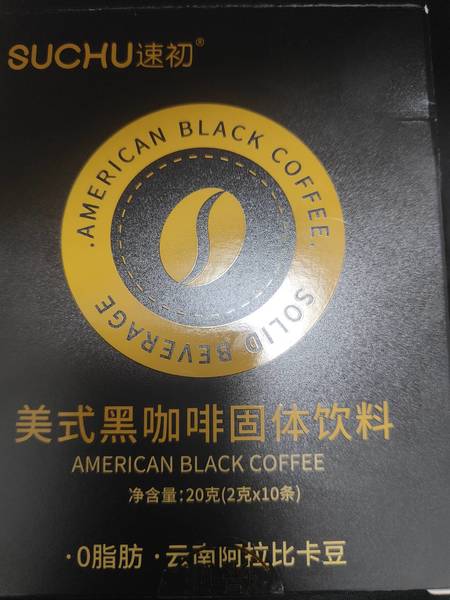 SUCHU速初®
·AMERICAN BLACK COFFEE·
SOLID BEVERAGE
美式黑咖啡固体饮料
AMERICAN BLACK COFFEE
净含量:20克(2克x10条)
·0脂肪 ·云南阿拉比卡豆